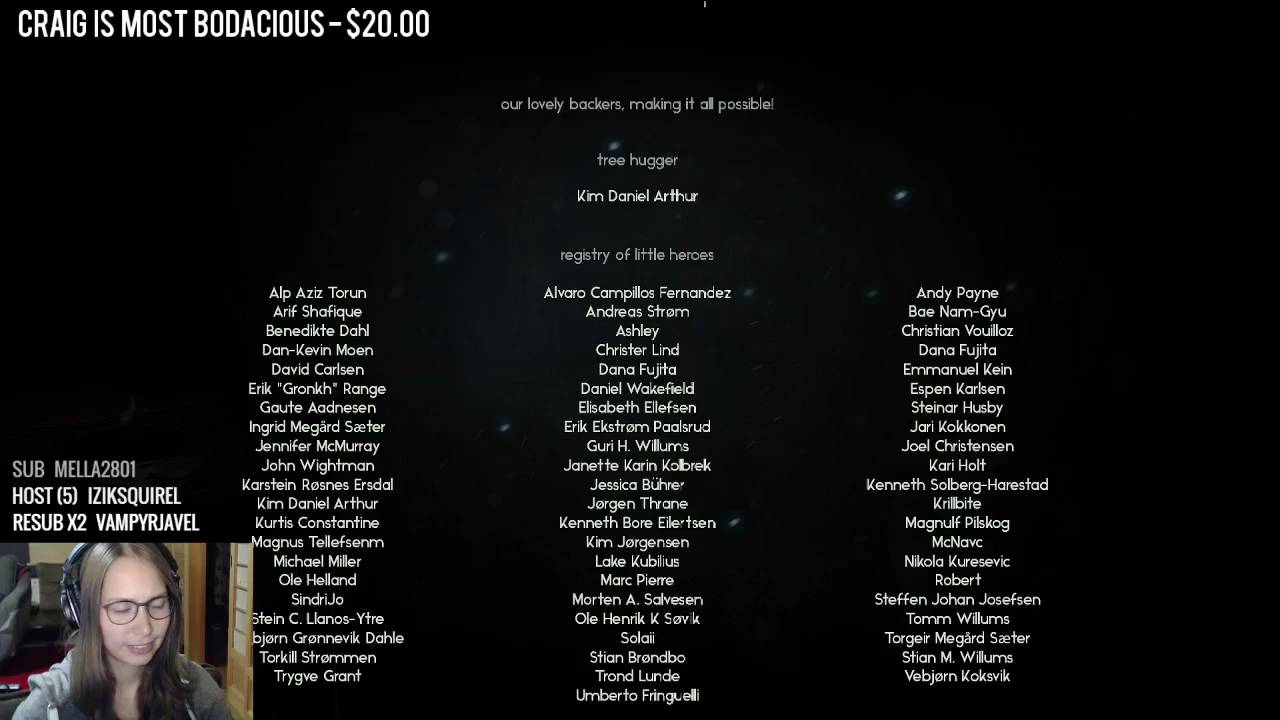 CRAIG IS MOST BODACIOUS - $20.00
our lovely backers, making it all possible!
tree hugger
Kim Daniel Arthur
registry of little heroes
Alp Aziz Torun
Arif Shafique
Benedikte Dahl
Dan-Kevin Moen
David Carlsen
Erik "Gronkh" Range
Gaute Aadnesen
Ingrid Megård Sæter
Jennifer McMurray
John Wightman
Karstein Røsnes Ersdal
Kim Daniel Arthur
Kurtis Constantine
Magnus Tellefsenm
Michael Miller
Ole Helland
SindriJo
Stein C. Llanos-Ytre
bjørn Grønnevik Dahle
Torkill Strømmen
Trygve Grant
Alvaro Campillos Fernandez
Andreas Strøm
Ashley
Christer Lind
Dana Fujita
Daniel Wakefield
Elisabeth Ellefsen
Erik Ekstrøm Paalsrud
Guri H. Willums
Janette Karin Kolbrek
Jessica Bührer
Jørgen Thrane
Kenneth Bore Eilertsen
Kim Jørgensen
Lake Kubilius
Marc Pierre
Morten A. Salvesen
Ole Henrik K Søvik
Solaii
Stian Brøndbo
Trond Lunde
Umberto Fringuelli
Andy Payne
Bae Nam-Gyu
Christian Vouilloz
Dana Fujita
Emmanuel Kein
Espen Karlsen
Steinar Husby
Jari Kokkonen
Joel Christensen
Kari Holt
Kenneth Solberg-Harestad
Krillbite
Magnulf Pilskog
McNavc
Nikola Kuresevic
Robert
Steffen Johan Josefsen
Tomm Willums
Torgeir Megård Sæter
Stian M. Willums
Vebjørn Koksvik
SUB MELLA2801
HOST (5) IZIKSQUIREL
RESUB X2 VAMPYRJAVEL